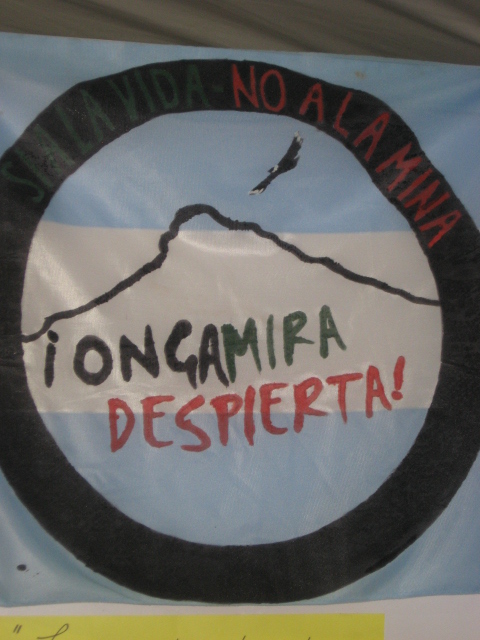 SI A LA VIDA - NO A LA MINA
¡ONGAMIRA
DESPIERTA!